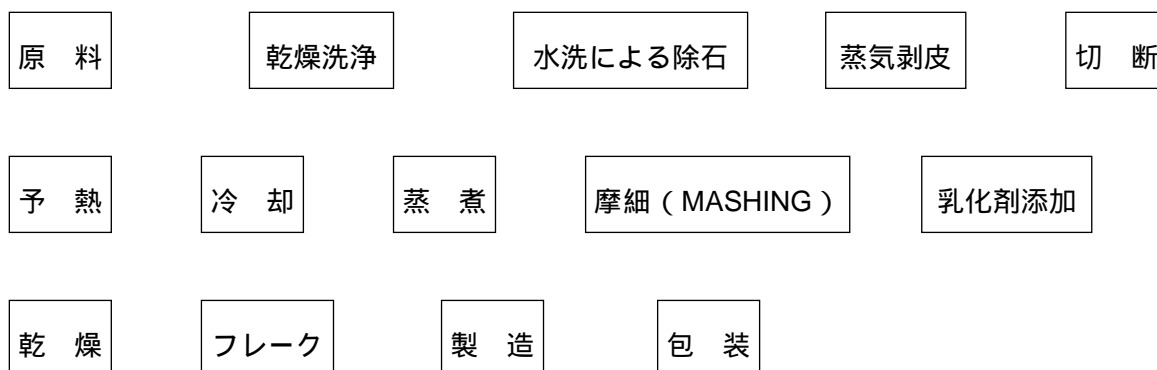 原　料　乾燥洗浄　水洗による除石　蒸気剥皮　切　断
予　熱　冷　却　蒸　煮　摩細（MASHING）　乳化剤添加
乾　燥　フレーク　製　造　包　装